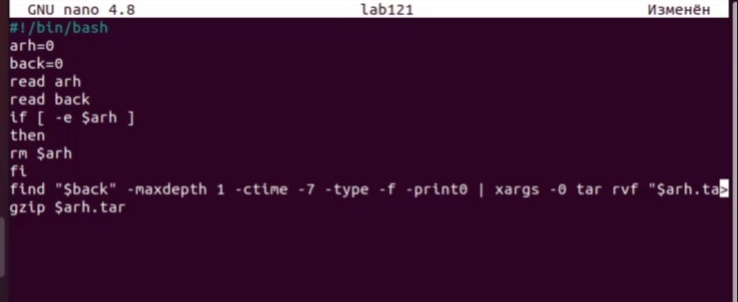 GNU nano 4.8 lab121 Изменён
#!/bin/bash
arh=0
back=0
read arh
read back
if [ -e $arh ]
then
rm $arh
fi
find "$back" -maxdepth 1 -ctime -7 -type -f -print0 | xargs -0 tar rvf "$arh.ta>
gzip $arh.tar